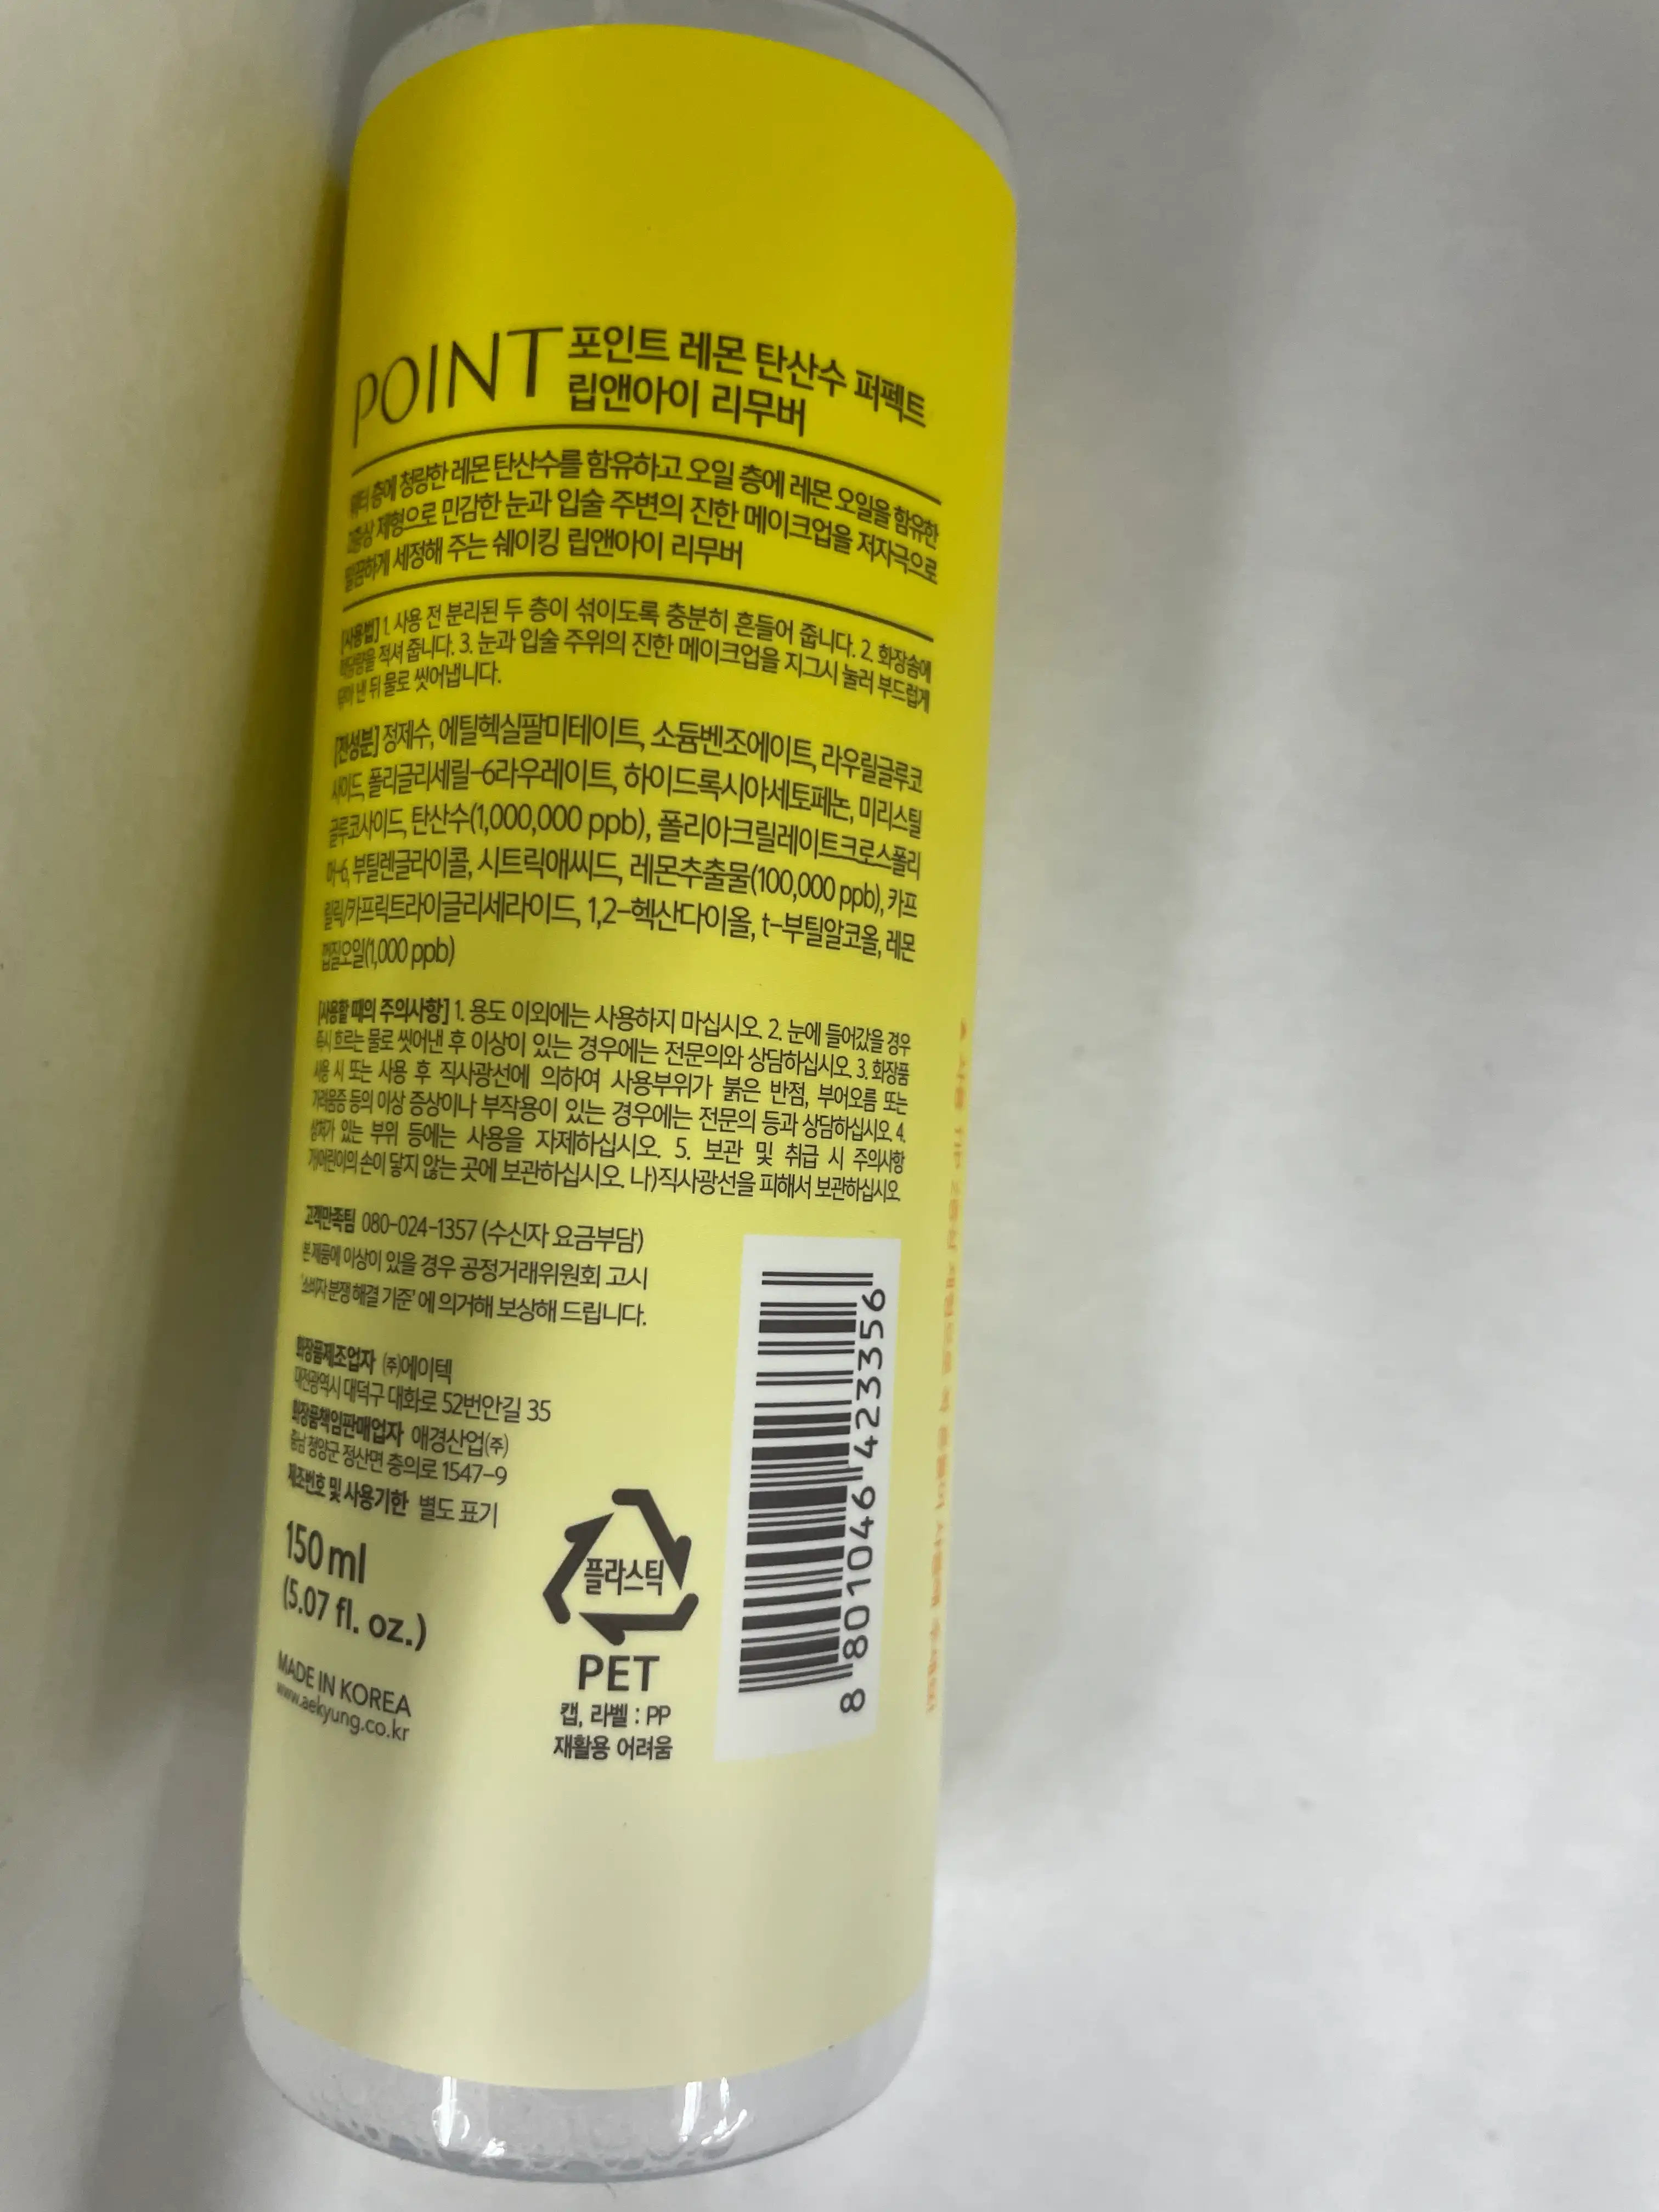 POINT 포인트 레몬 탄산수 퍼펙트
립앤아이 리무버
워터 층에 청량한 레몬 탄산수를 함유하고 오일 층에 레몬 오일을 함유한
2층상 제형으로 민감한 눈과 입술 주변의 진한 메이크업을 저자극으로
말끔하게 세정해 주는 쉐이킹 립앤아이 리무버
[사용법] 1. 사용 전 분리된 두 층이 섞이도록 충분히 흔들어 줍니다. 2. 화장솜에
적당량을 적셔 줍니다. 3. 눈과 입술 주위의 진한 메이크업을 지그시 눌러 부드럽게
닦아 낸 뒤 물로 씻어냅니다.
[전성분] 정제수, 에틸헥실팔미테이트, 소듐벤조에이트, 라우릴글루코
사이드, 폴리글리세릴-6라우레이트, 하이드록시아세토페논, 미리스틸
글루코사이드, 탄산수(1,000,000 ppb), 폴리아크릴레이트크로스폴리
머-6, 부틸렌글라이콜, 시트릭애씨드, 레몬추출물(100,000 ppb), 카프
릴릭/카프릭트라이글리세라이드, 1,2-헥산다이올, t-부틸알코올, 레몬
껍질오일(1,000 ppb)
[사용할 때의 주의사항] 1. 용도 이외에는 사용하지 마십시오. 2. 눈에 들어갔을 경우
즉시 흐르는 물로 씻어낸 후 이상이 있는 경우에는 전문의와 상담하십시오. 3. 화장품
사용 시 또는 사용 후 직사광선에 의하여 사용부위가 붉은 반점, 부어오름 또는
가려움증 등의 이상 증상이나 부작용이 있는 경우에는 전문의 등과 상담하십시오. 4.
상처가 있는 부위 등에는 사용을 자제하십시오. 5. 보관 및 취급 시 주의사항
가)어린이의 손이 닿지 않는 곳에 보관하십시오. 나)직사광선을 피해서 보관하십시오.
고객만족팀 080-024-1357 (수신자 요금부담)
본 제품에 이상이 있을 경우 공정거래위원회 고시
'소비자 분쟁 해결 기준' 에 의거해 보상해 드립니다.
화장품제조업자 (주)에이텍
대전광역시 대덕구 대화로 52번안길 35
화장품책임판매업자 애경산업(주)
충남 청양군 정산면 충의로 1547-9
제조번호 및 사용기한 별도 표기
150 ml
(5.07 fl. oz.)
MADE IN KOREA
www.aekyung.co.kr
플라스틱
PET
캡, 라벨 : PP
재활용 어려움
8 801046 423356